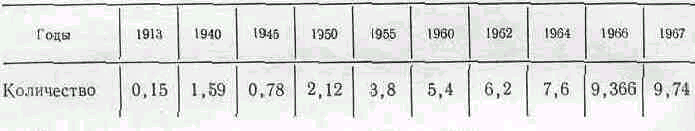 Годы 1913 1940 1945 1950 1955 1960 1962 1964 1966 1967
Количество 0,15 1,59 0,78 2,12 3,8 5,4 6,2 7,6 9,366 9,74